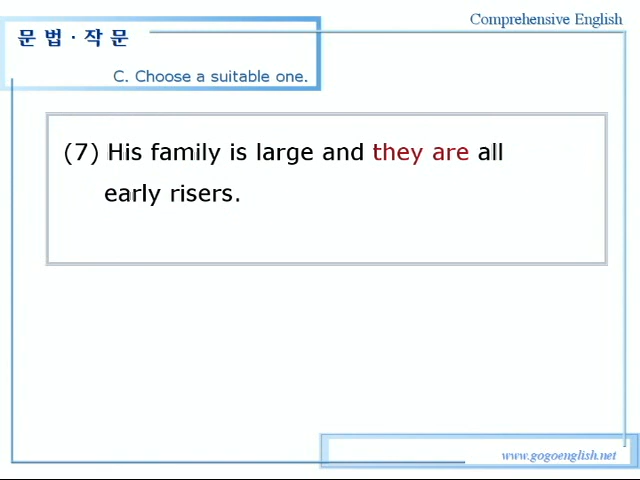 Comprehensive English
문 법 · 작 문
C. Choose a suitable one.
(7) His family is large and they are all
early risers.
www.gogoenglish.net